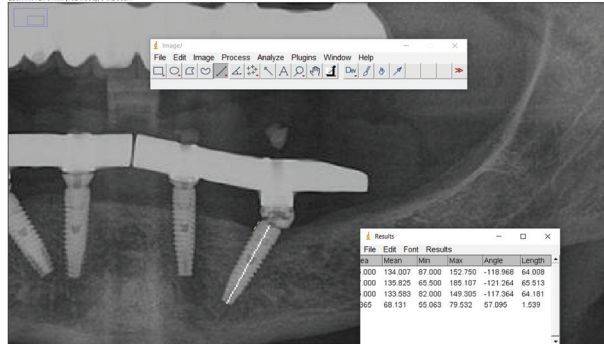 ImageJ
File Edit Image Process Analyze Plugins Window Help
A Dev
Results
File Edit Font Results
ea Mean Min Max Angle Length
.000 134.007 87.000 152.750 -118.968 64.008
.000 135.825 65.500 185.107 -121.264 65.513
.000 133.583 82.000 149.305 -117.364 64.181
365 68.131 55.063 79.532 57.095 1.539